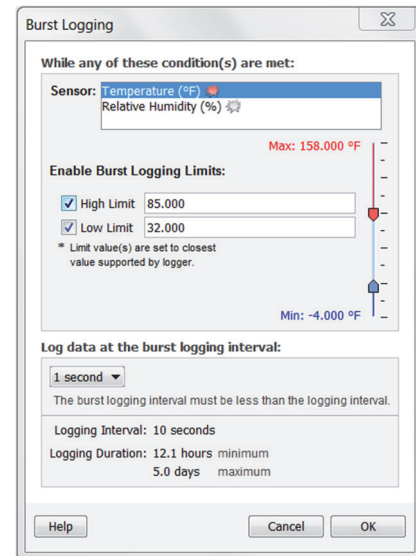 Burst Logging
While any of these condition(s) are met:
Sensor: Temperature (°F)
Relative Humidity (%)
Max: 158.000 °F
Enable Burst Logging Limits:
High Limit 85.000
Low Limit 32.000
* Limit value(s) are set to closest
value supported by logger.
Min: -4.000 °F
Log data at the burst logging interval:
1 second
The burst logging interval must be less than the logging interval.
Logging Interval: 10 seconds
Logging Duration: 12.1 hours minimum
5.0 days maximum
Help Cancel OK